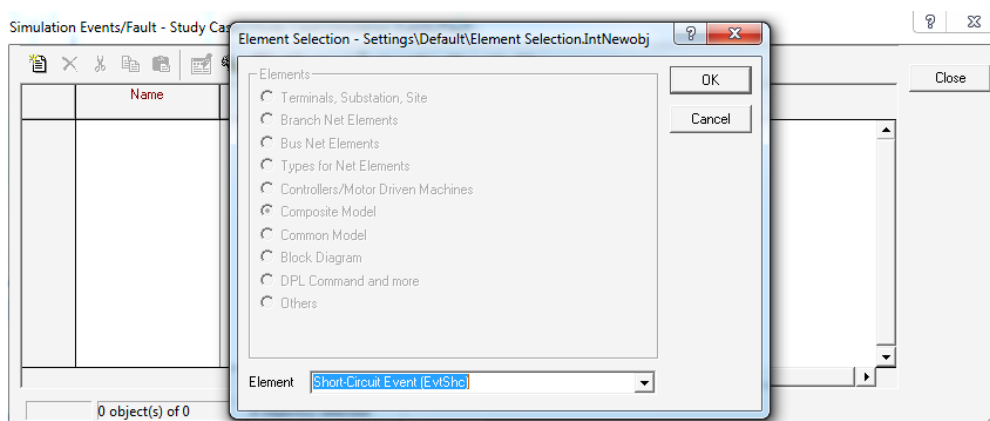 Simulation Events/Fault - Study Cas
Element Selection - Settings\Default\Element Selection.IntNewobj
Close
Name
Elements
Terminals, Substation, Site
Branch Net Elements
Bus Net Elements
Types for Net Elements
Controllers/Motor Driven Machines
Composite Model
Common Model
Block Diagram
DPL Command and more
Others
OK
Cancel
Element
Short-Circuit Event (EvtShc)
0 object(s) of 0